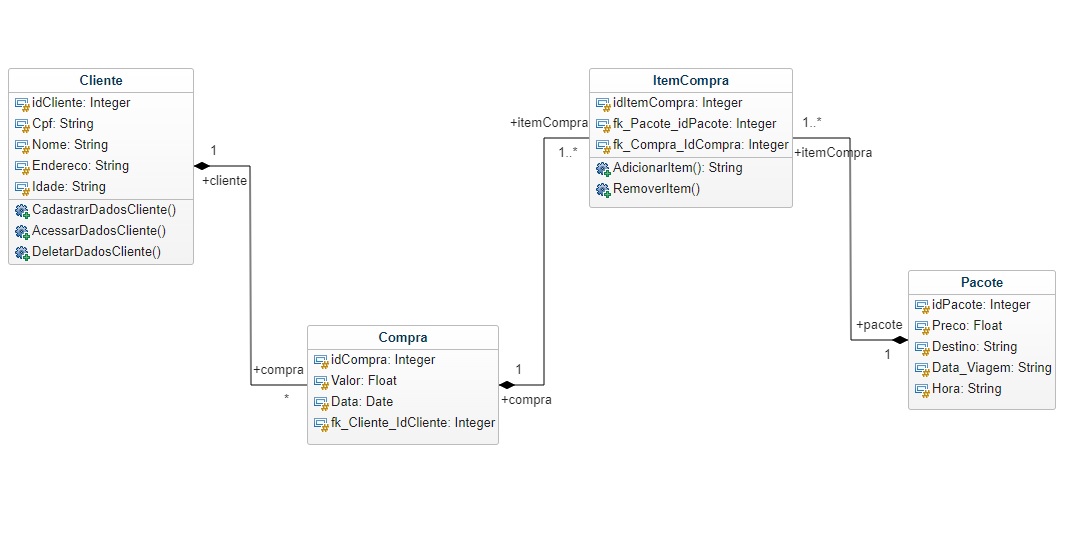 Cliente
idCliente: Integer
Cpf: String
Nome: String
Endereco: String
Idade: String
CadastrarDadosCliente()
AcessarDadosCliente()
DeletarDadosCliente()
1
+cliente
+compra
*
Compra
idCompra: Integer
Valor: Float
Data: Date
fk_Cliente_IdCliente: Integer
1
+compra
+itemCompra
1..*
ItemCompra
idItemCompra: Integer
fk_Pacote_idPacote: Integer
fk_Compra_IdCompra: Integer
AdicionarItem(): String
RemoverItem()
1..*
+itemCompra
+pacote
1
Pacote
idPacote: Integer
Preco: Float
Destino: String
Data_Viagem: String
Hora: String